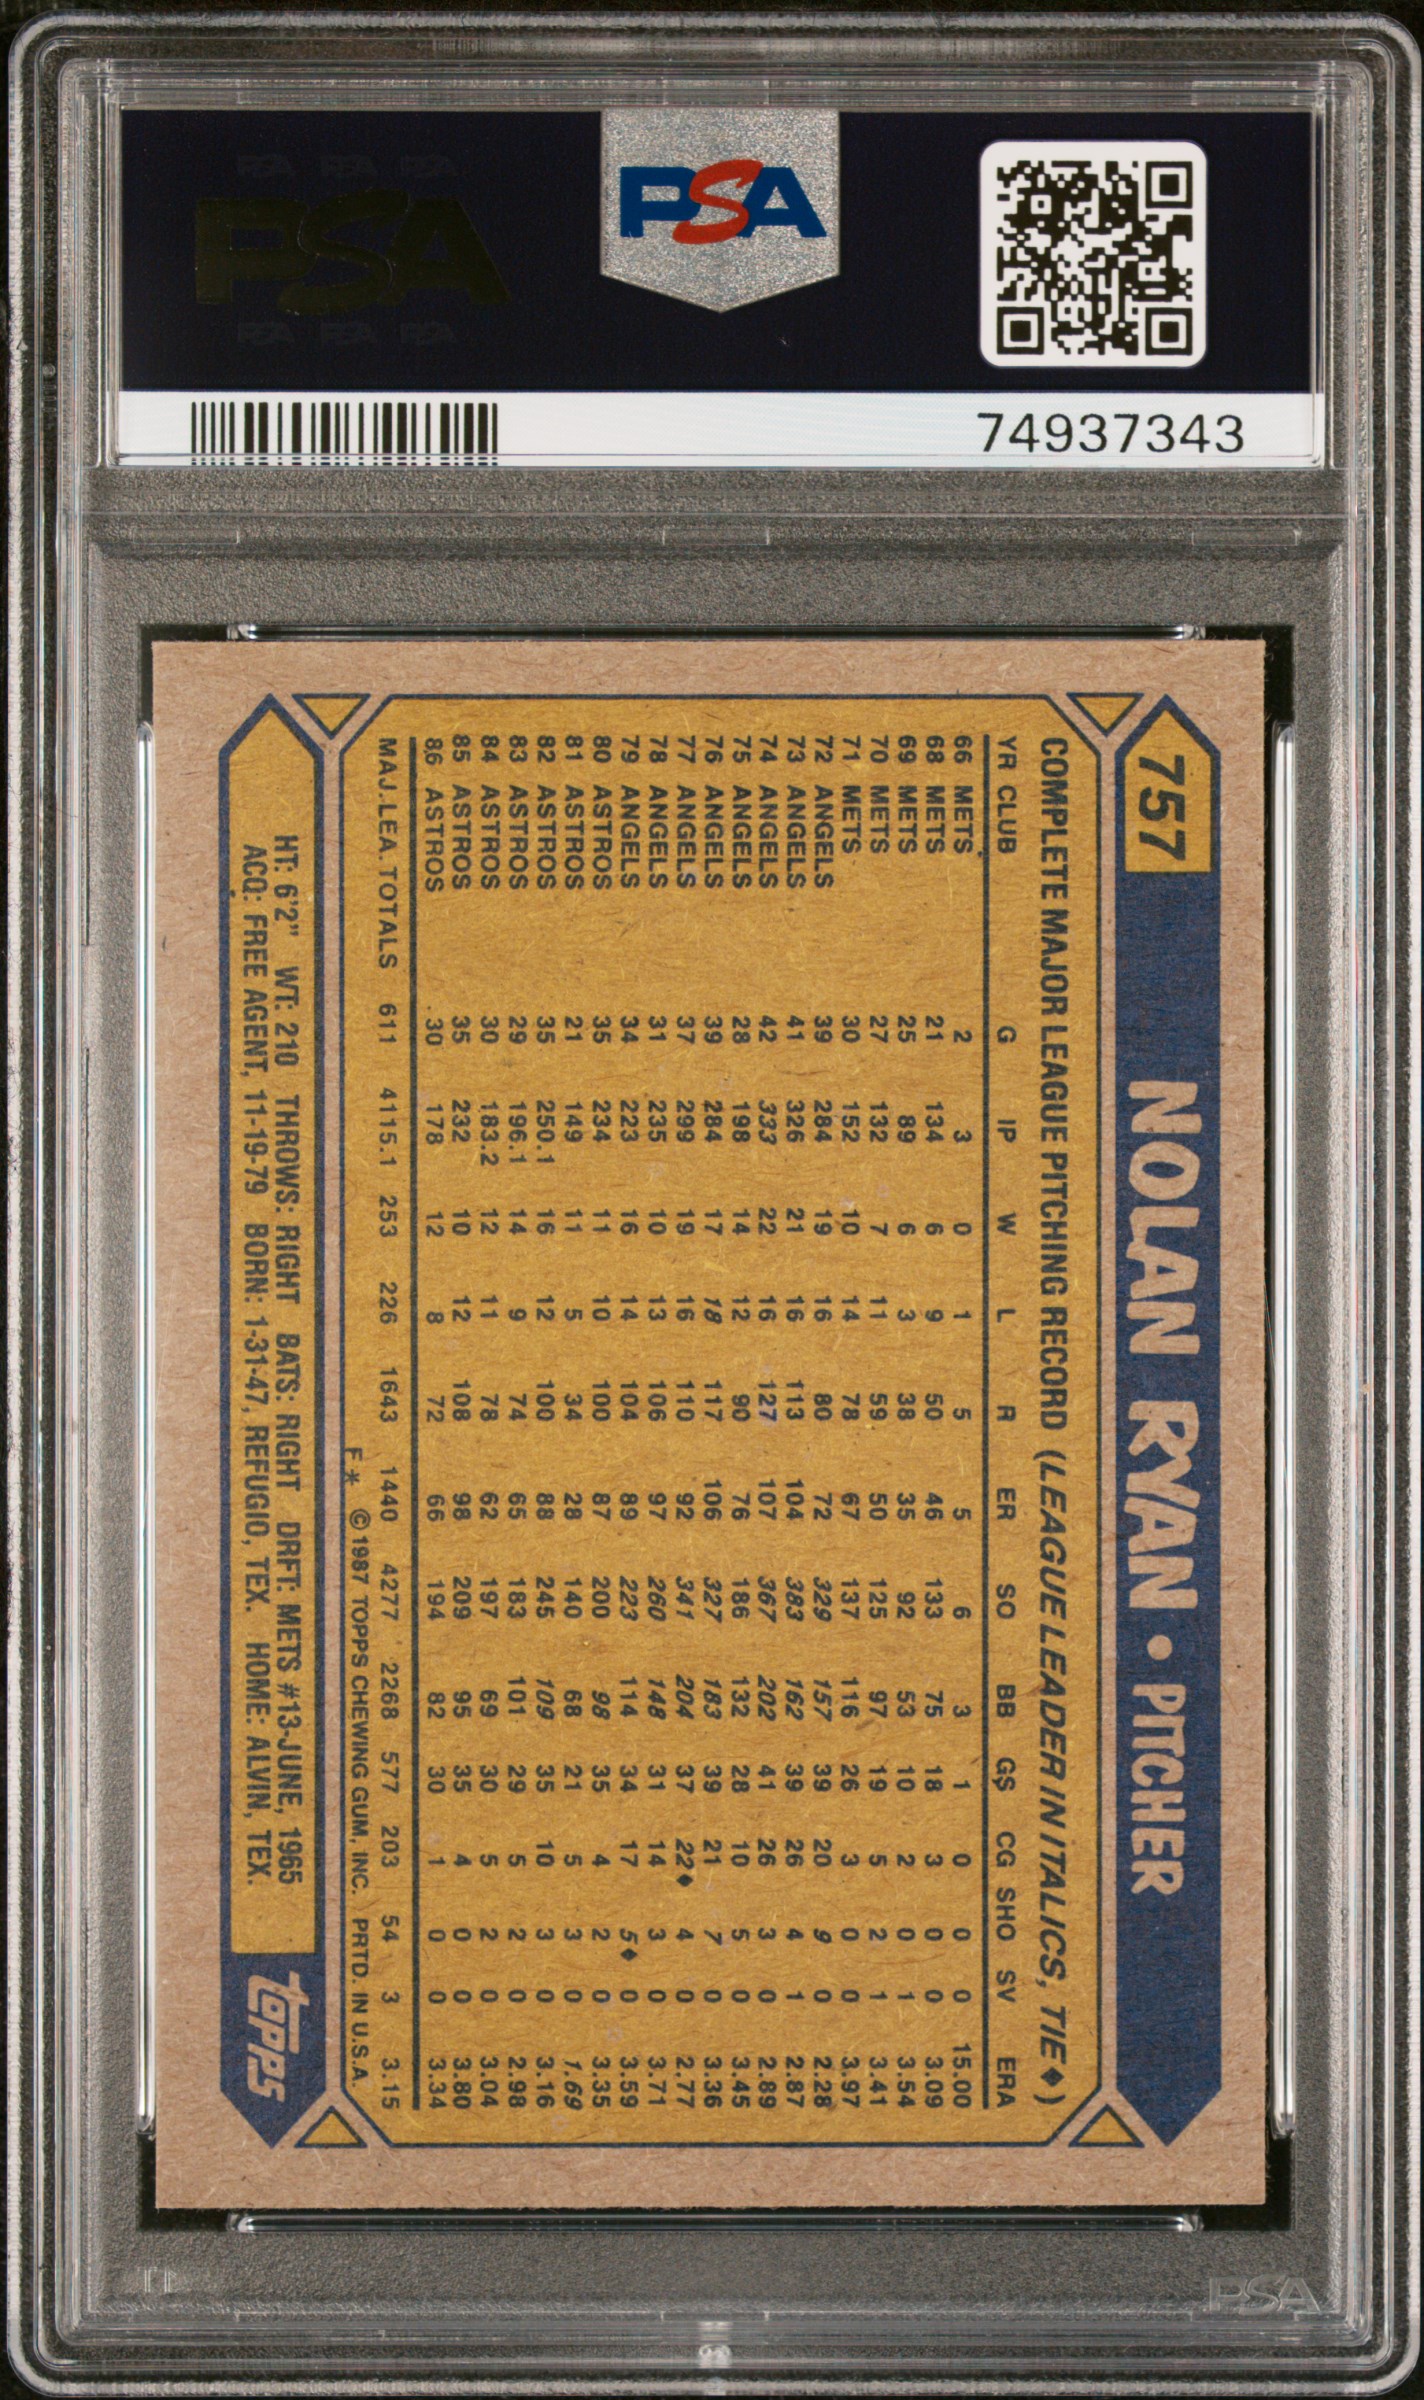 PSA PSA PSA
PSA
PSA PSA PSA
PSA
74937343
757 NOLAN RYAN • PITCHER
COMPLETE MAJOR LEAGUE PITCHING RECORD (LEAGUE LEADER IN ITALICS, TIE♦)
YR CLUB G IP W L R ER SO BB GS CG SHO SV ERA
66 METS 2 3 0 1 5 5 6 3 1 0 0 0 15.00
68 METS 21 134 6 9 50 46 133 75 18 3 0 0 3.09
69 METS 25 89 6 3 38 35 92 53 10 2 0 1 3.54
70 METS 27 132 7 11 59 50 125 97 19 5 2 1 3.41
71 METS 30 152 10 14 78 67 137 116 26 3 0 0 3.97
72 ANGELS 39 284 19 16 80 72 329 157 39 20 9 0 2.28
73 ANGELS 41 326 21 16 113 104 383 162 39 26 4 1 2.87
74 ANGELS 42 333 22 16 127 107 367 202 41 26 3 0 2.89
75 ANGELS 28 198 14 12 90 76 186 132 28 10 5 0 3.45
76 ANGELS 39 284 17 18 117 106 327 183 39 21 7 0 3.36
77 ANGELS 37 299 19 16 110 92 341 204 37 22♦ 4 0 2.77
78 ANGELS 31 235 10 13 106 97 260 148 31 14 3 0 3.71
79 ANGELS 34 223 16 14 104 89 223 114 34 17 5♦ 0 3.59
80 ASTROS 35 234 11 10 100 87 200 98 35 4 2 0 3.35
81 ASTROS 21 149 11 5 34 28 140 68 21 5 3 0 1.69
82 ASTROS 35 250.1 16 12 100 88 245 109 35 10 3 0 3.16
83 ASTROS 29 196.1 14 9 74 65 183 101 29 5 2 0 2.98
84 ASTROS 30 183.2 12 11 78 62 197 69 30 5 2 0 3.04
85 ASTROS 35 232 10 12 108 98 209 95 35 4 0 0 3.80
86 ASTROS 30 178 12 8 72 66 194 82 30 1 0 0 3.34
MAJ. LEA. TOTALS 611 4115.1 253 226 1643 1440 4277 2268 577 203 54 3 3.15
F* © 1987 TOPPS CHEWING GUM, INC. PRTD. IN U.S.A.
HT: 6'2" WT: 210 THROWS: RIGHT BATS: RIGHT DRFT: METS #13-JUNE, 1965
ACQ: FREE AGENT, 11-19-79 BORN: 1-31-47, REFUGIO, TEX. HOME: ALVIN, TEX.
topps
PSA